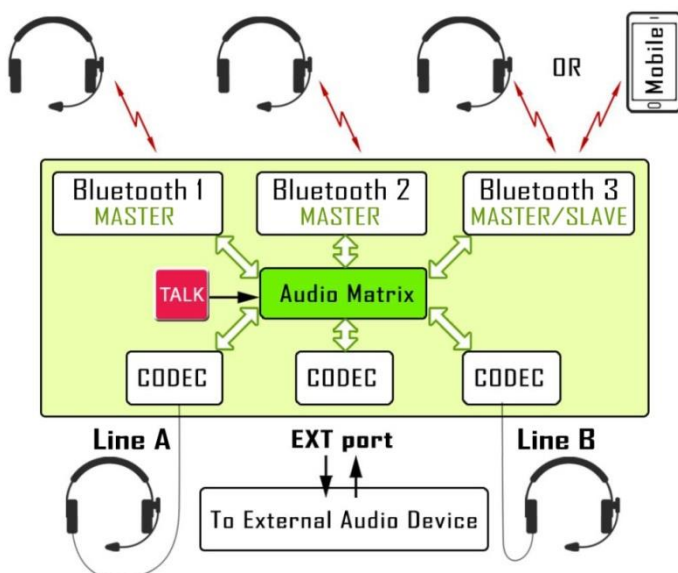 OR
Mobile
Bluetooth 1
MASTER
Bluetooth 2
MASTER
Bluetooth 3
MASTER/SLAVE
TALK
Audio Matrix
CODEC
CODEC
CODEC
Line A
EXT port
Line B
To External Audio Device